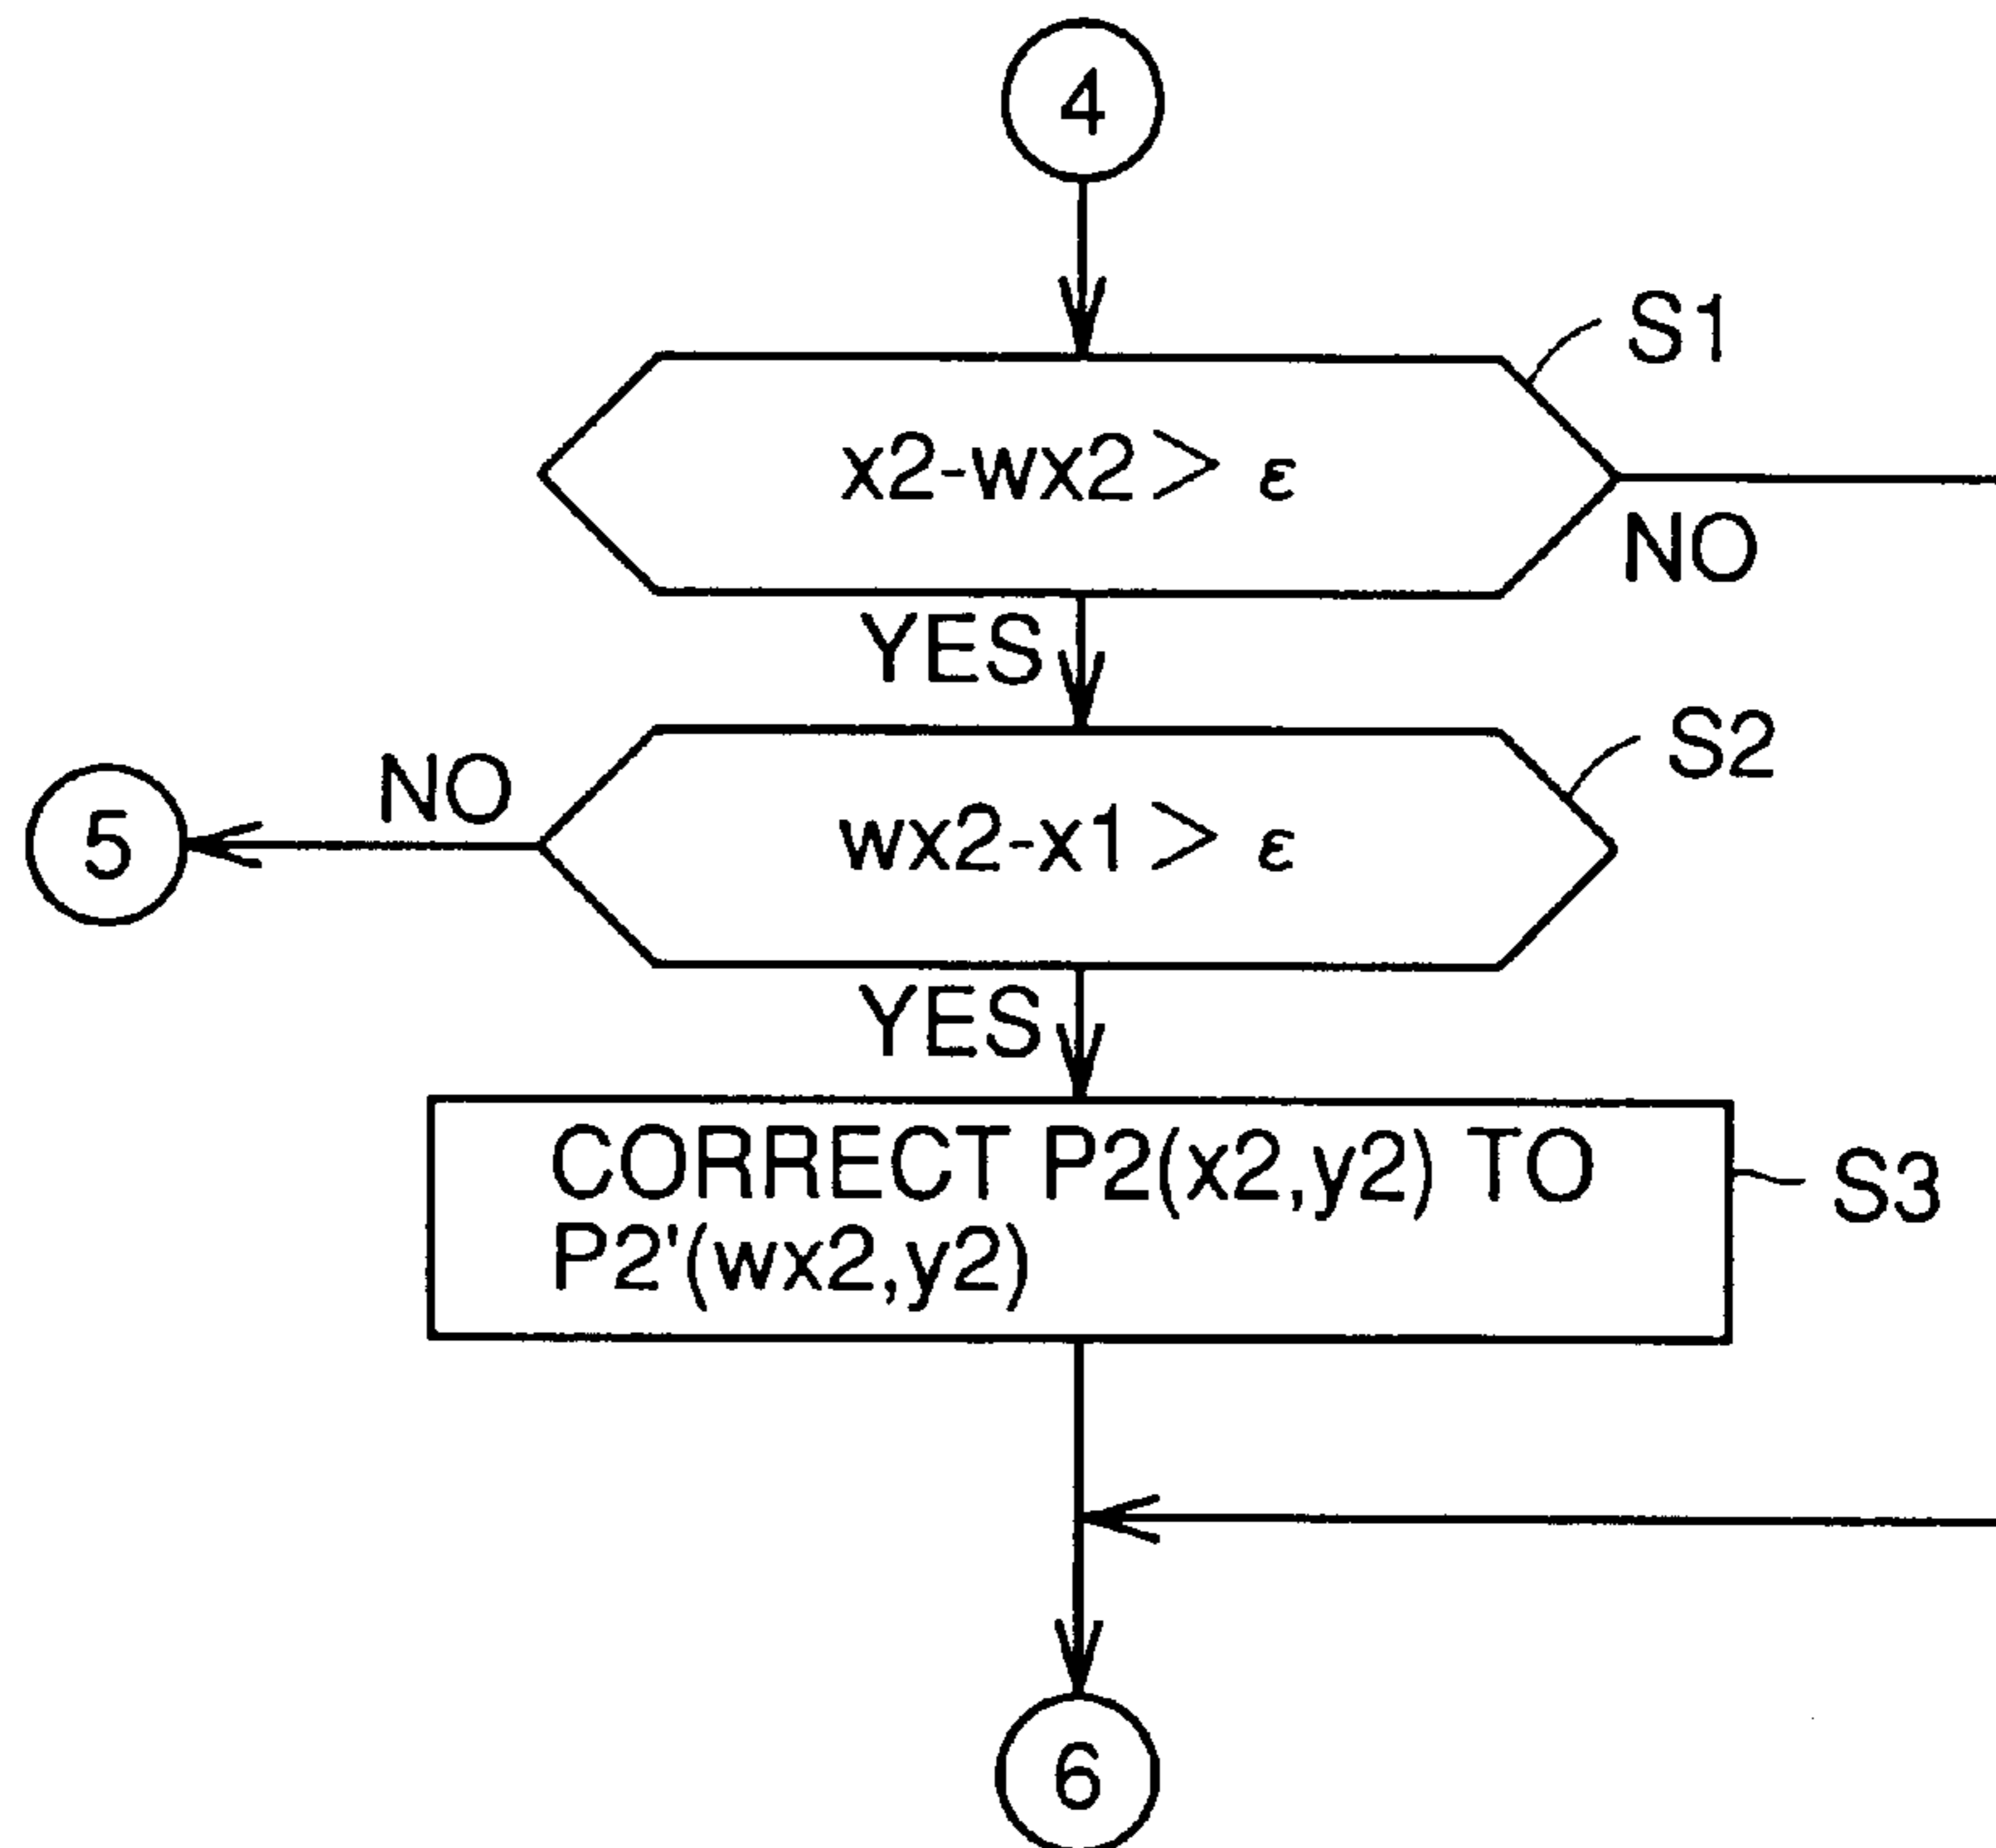 4
S1
x2-wx2> ε
NO
YES
S2
NO
5
wx2-x1> ε
YES
CORRECT P2(x2,y2) TO
P2'(wx2,y2)
S3
6